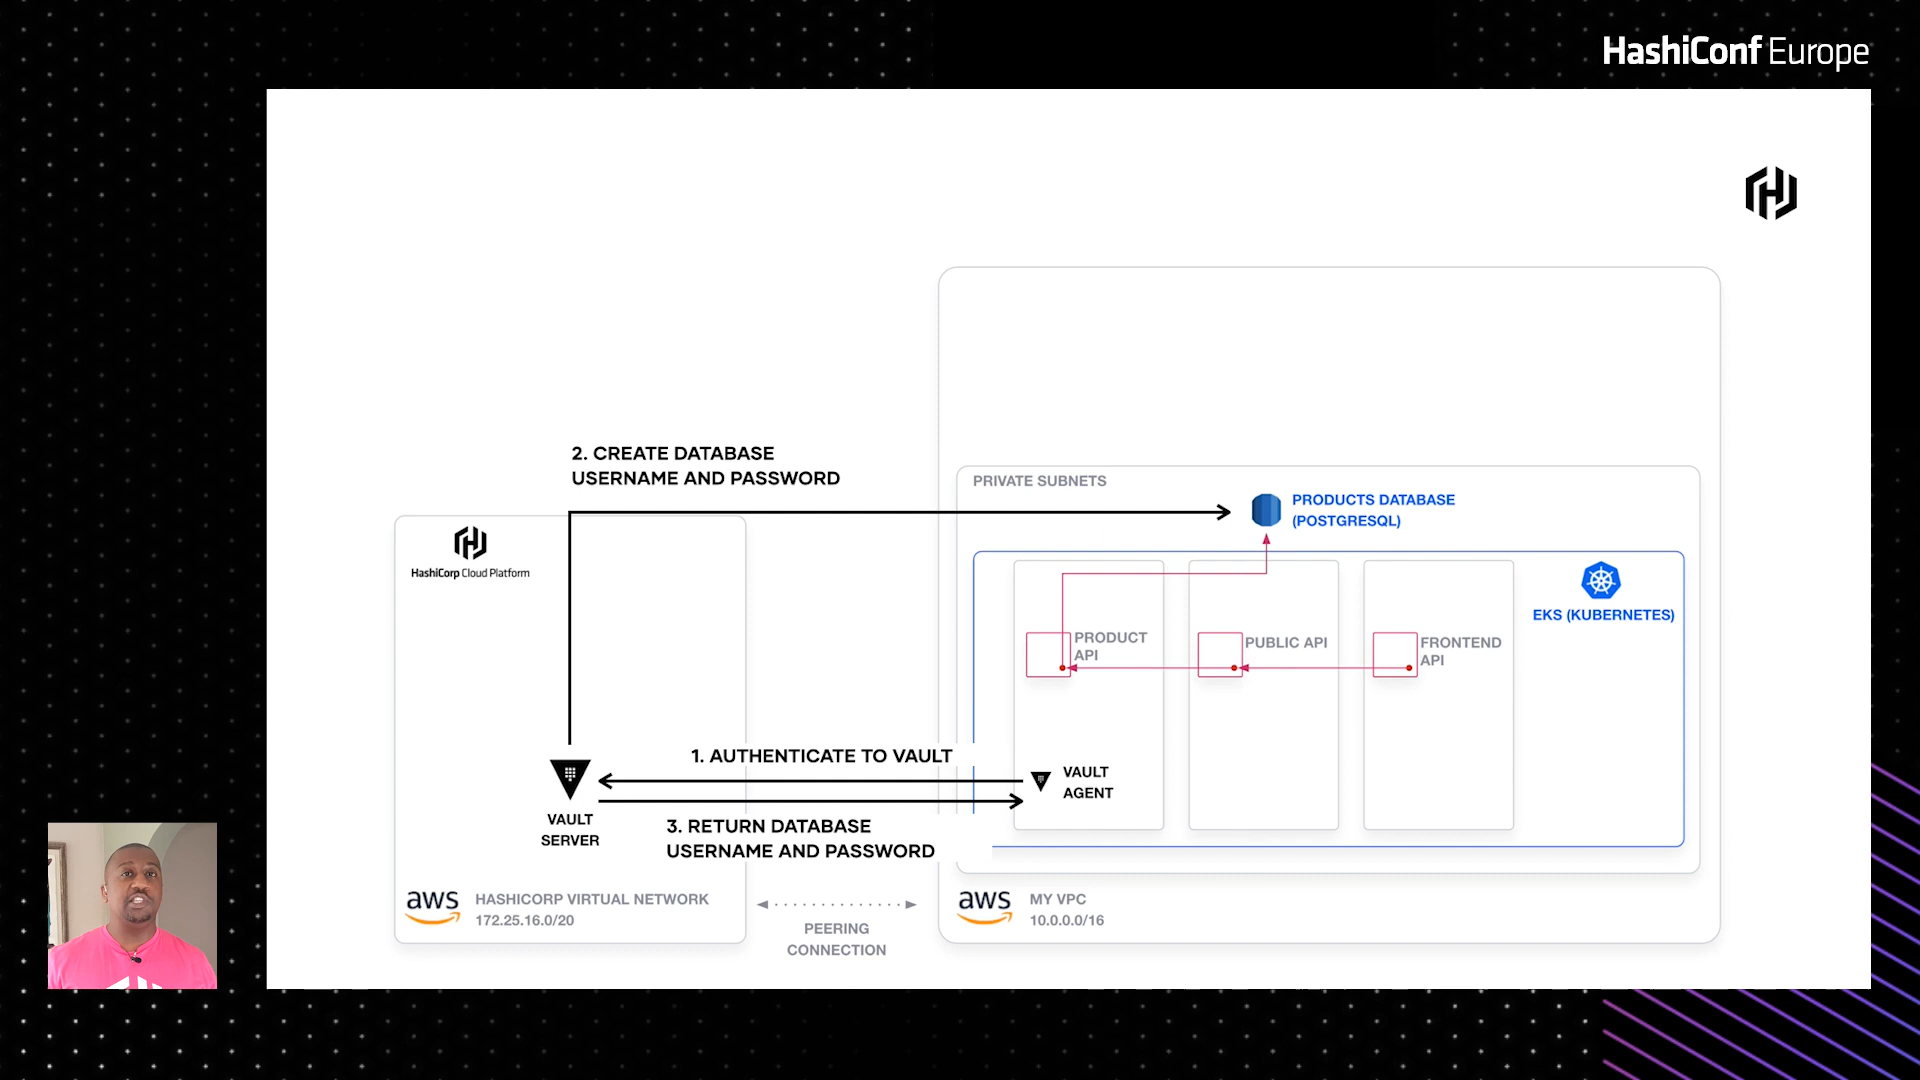 HashiConf Europe
2. CREATE DATABASE
USERNAME AND PASSWORD
PRIVATE SUBNETS
PRODUCTS DATABASE
(POSTGRESQL)
HashiCorp Cloud Platform
EKS (KUBERNETES)
PRODUCT
API
PUBLIC API
FRONTEND
API
1. AUTHENTICATE TO VAULT
VAULT
AGENT
VAULT
SERVER
3. RETURN DATABASE
USERNAME AND PASSWORD
aws
HASHICORP VIRTUAL NETWORK
172.25.16.0/20
PEERING
CONNECTION
aws
MY VPC
10.0.0.0/16